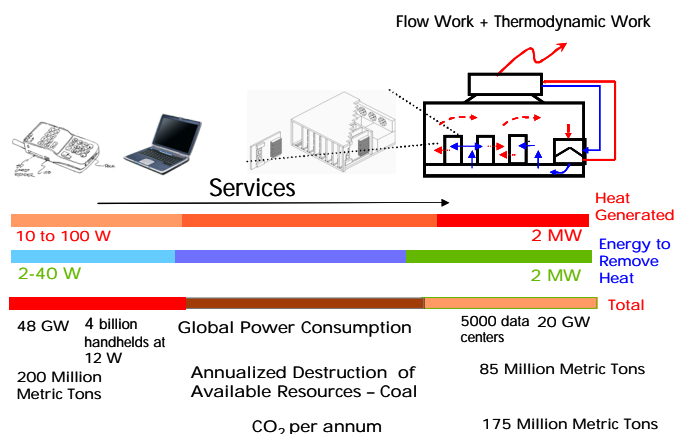 Flow Work + Thermodynamic Work
Services
Heat
Generated
10 to 100 W
2 MW
Energy to
Remove
Heat
2-40 W
2 MW
Total
48 GW
4 billion
handhelds at
12 W
Global Power Consumption
5000 data
centers
20 GW
200 Million
Metric Tons
Annualized Destruction of
Available Resources – Coal
85 Million Metric Tons
CO₂ per annum
175 Million Metric Tons